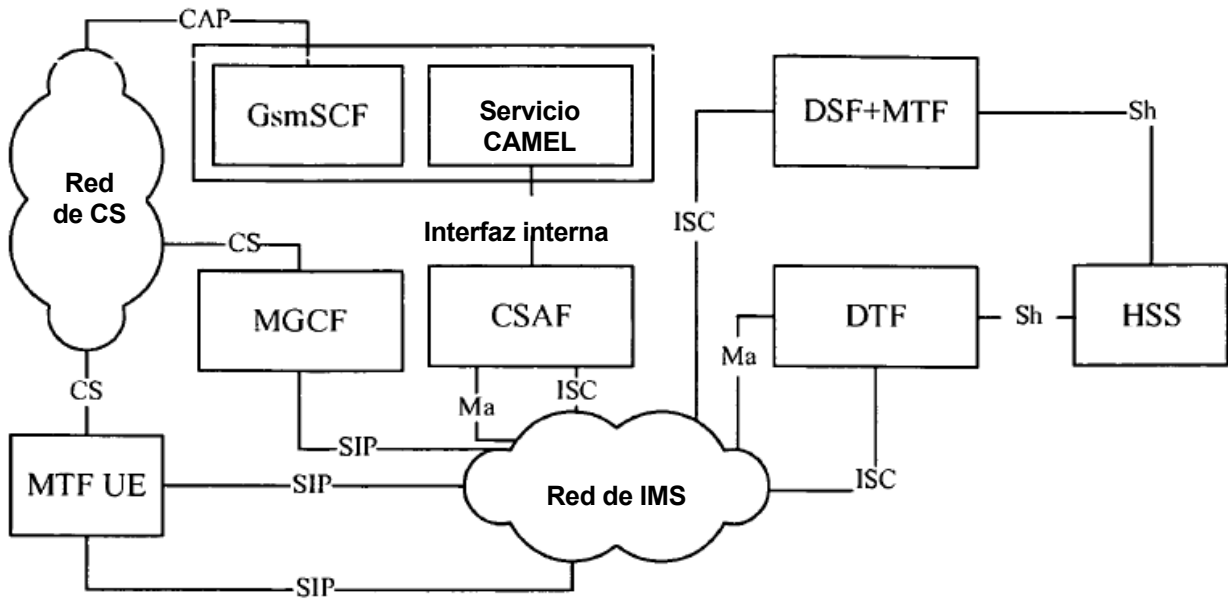 CAP
GsmSCF
Servicio
CAMEL
DSF+MTF
Sh
Red
de CS
ISC
Interfaz interna
CS
MGCF
CSAF
DTF
Sh
HSS
Ma
CS
Ma
ISC
SIP
MTF UE
SIP
Red de IMS
ISC
SIP